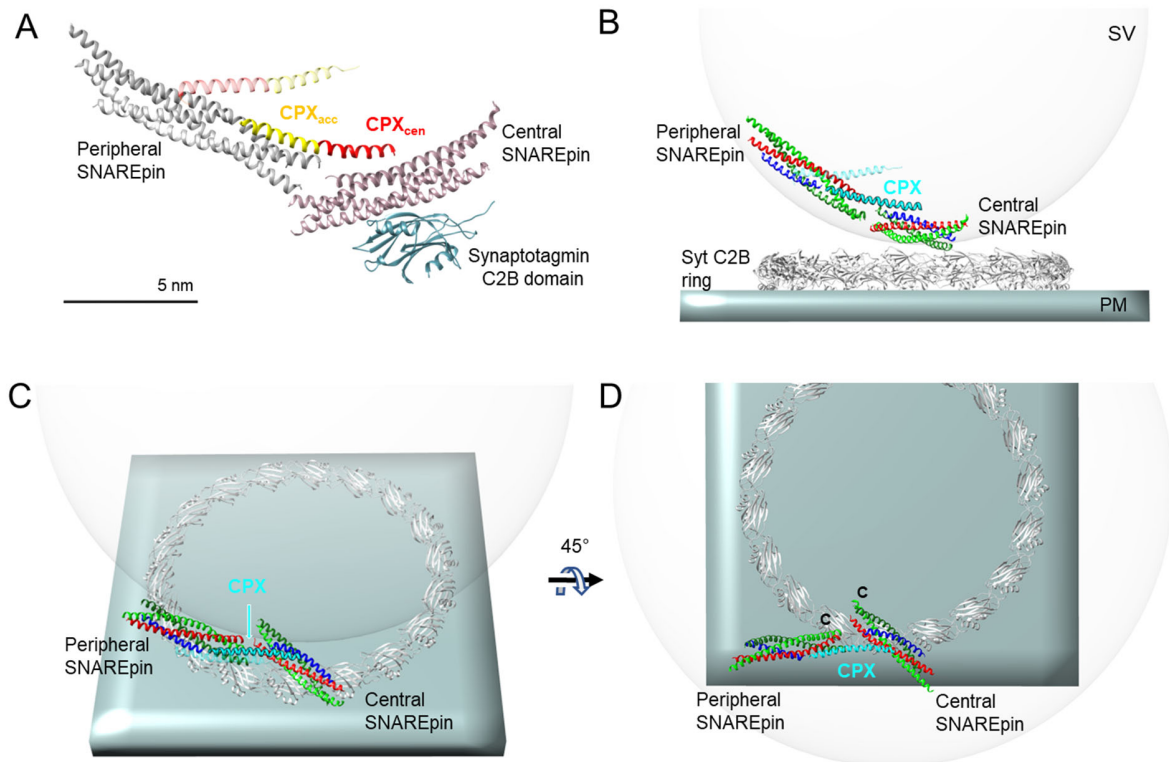 A
CPXacc
CPXcen
Peripheral
SNAREpin
Central
SNAREpin
Synaptotagmin
C2B domain
5 nm
B
SV
Peripheral
SNAREpin
CPX
Central
SNAREpin
Syt C2B
ring
PM
C
CPX
Peripheral
SNAREpin
Central
SNAREpin
45°
D
C
C
CPX
Peripheral
SNAREpin
Central
SNAREpin